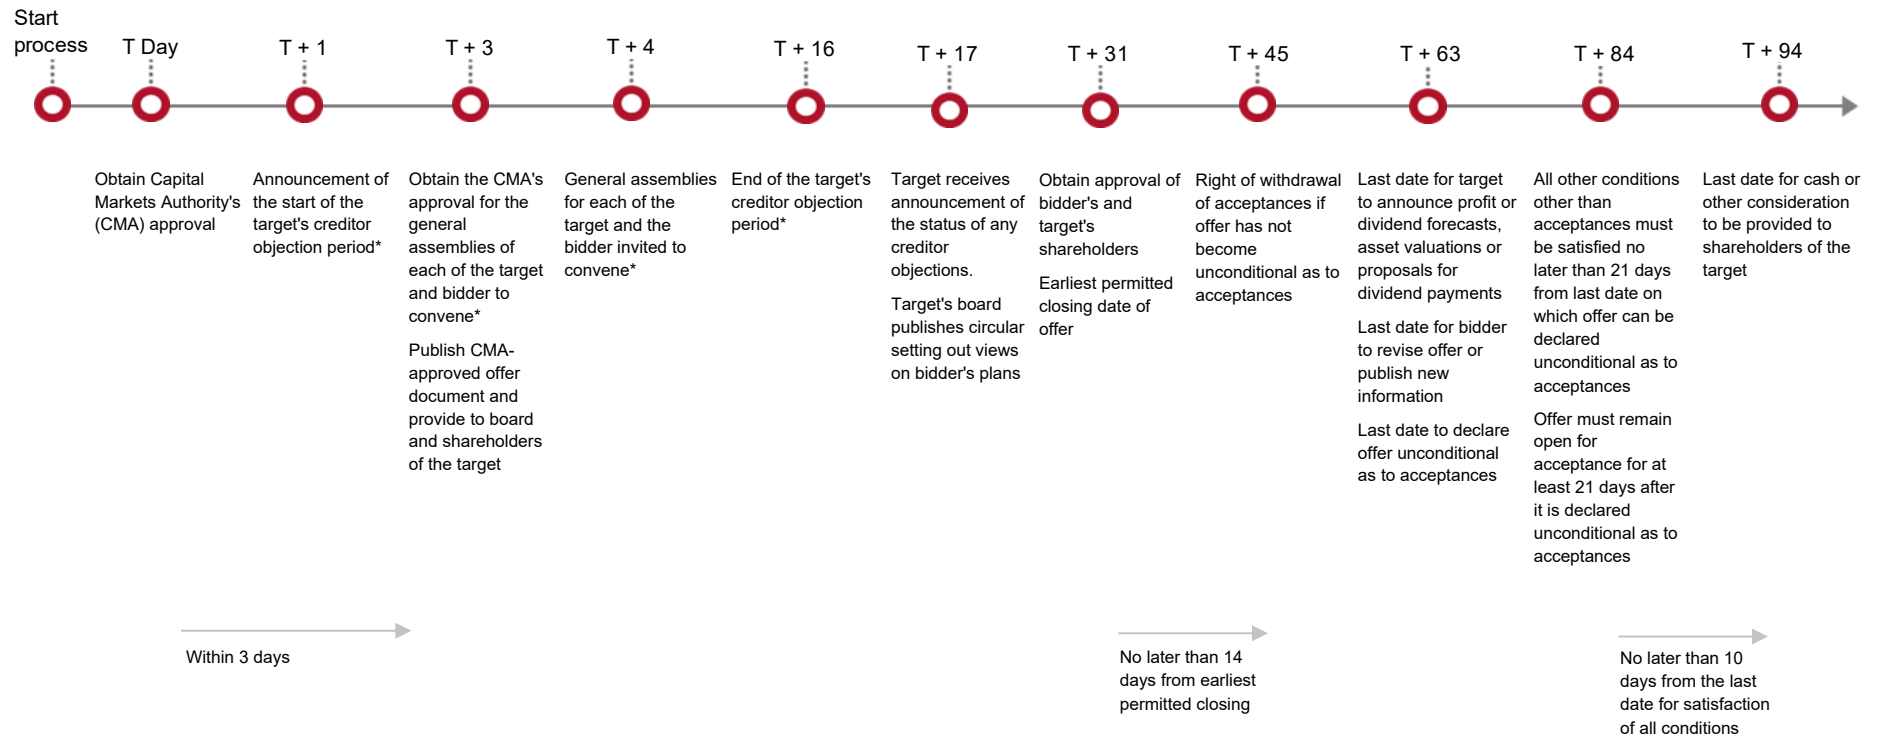 Start
process
T Day
T + 1
T + 3
T + 4
T + 16
T + 17
T + 31
T + 45
T + 63
T + 84
T + 94
Obtain Capital
Markets Authority's
(CMA) approval
Announcement of
the start of the
target's creditor
objection period*
Obtain the CMA's
approval for the
general
assemblies of
each of the target
and bidder to
convene*
Publish CMA-
approved offer
document and
provide to board
and shareholders
of the target
General assemblies
for each of the
target and the
bidder invited to
convene*
End of the target's
creditor objection
period*
Target receives
announcement of
the status of any
creditor
objections.
Target's board
publishes circular
setting out views
on bidder's plans
Obtain approval of
bidder's and
target's
shareholders
Earliest permitted
closing date of
offer
Right of withdrawal
of acceptances if
offer has not
become
unconditional as to
acceptances
Last date for target
to announce profit or
dividend forecasts,
asset valuations or
proposals for
dividend payments
Last date for bidder
to revise offer or
publish new
information
Last date to declare
offer unconditional
as to acceptances
All other conditions
other than
acceptances must
be satisfied no
later than 21 days
from last date on
which offer can be
declared
unconditional as to
acceptances
Offer must remain
open for
acceptance for at
least 21 days after
it is declared
unconditional as to
acceptances
Last date for cash or
other consideration
to be provided to
shareholders of the
target
Within 3 days
No later than 14
days from earliest
permitted closing
No later than 10
days from the last
date for satisfaction
of all conditions